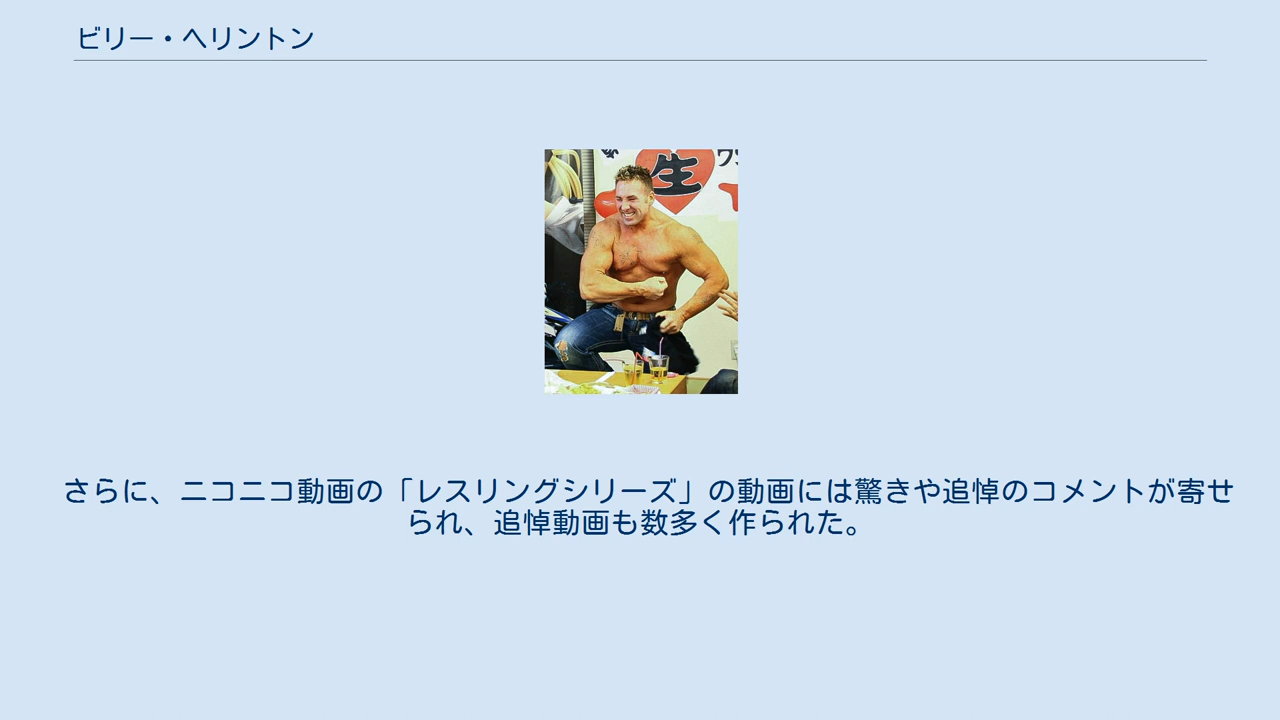 ビリー・ヘリントン
生
さらに、ニコニコ動画の「レスリングシリーズ」の動画には驚きや追悼のコメントが寄せ
られ、追悼動画も数多く作られた。